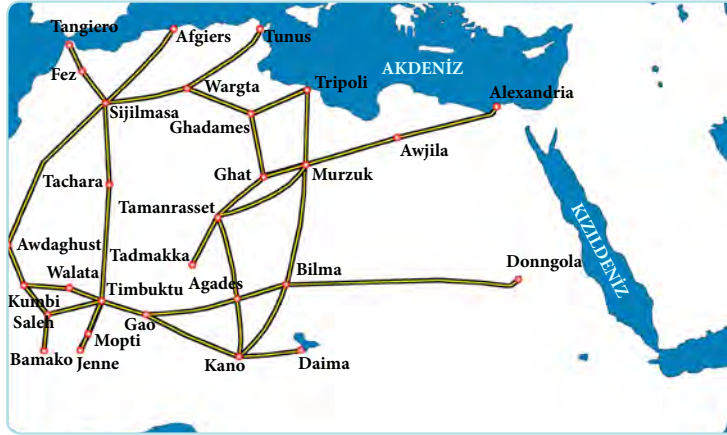 Tangiero
Afgiers
Tunus
AKDENİZ
Fez
Wargta
Tripoli
Alexandria
Sijilmasa
Ghadames
Awjila
Tachara
Ghat
Murzuk
Tamanrasset
KIZILDENİZ
Awdaghust
Tadmakka
Walata
Timbuktu
Agades
Bilma
Donngola
Kumbi
Saleh
Gao
Mopti
Bamako
Jenne
Kano
Daima